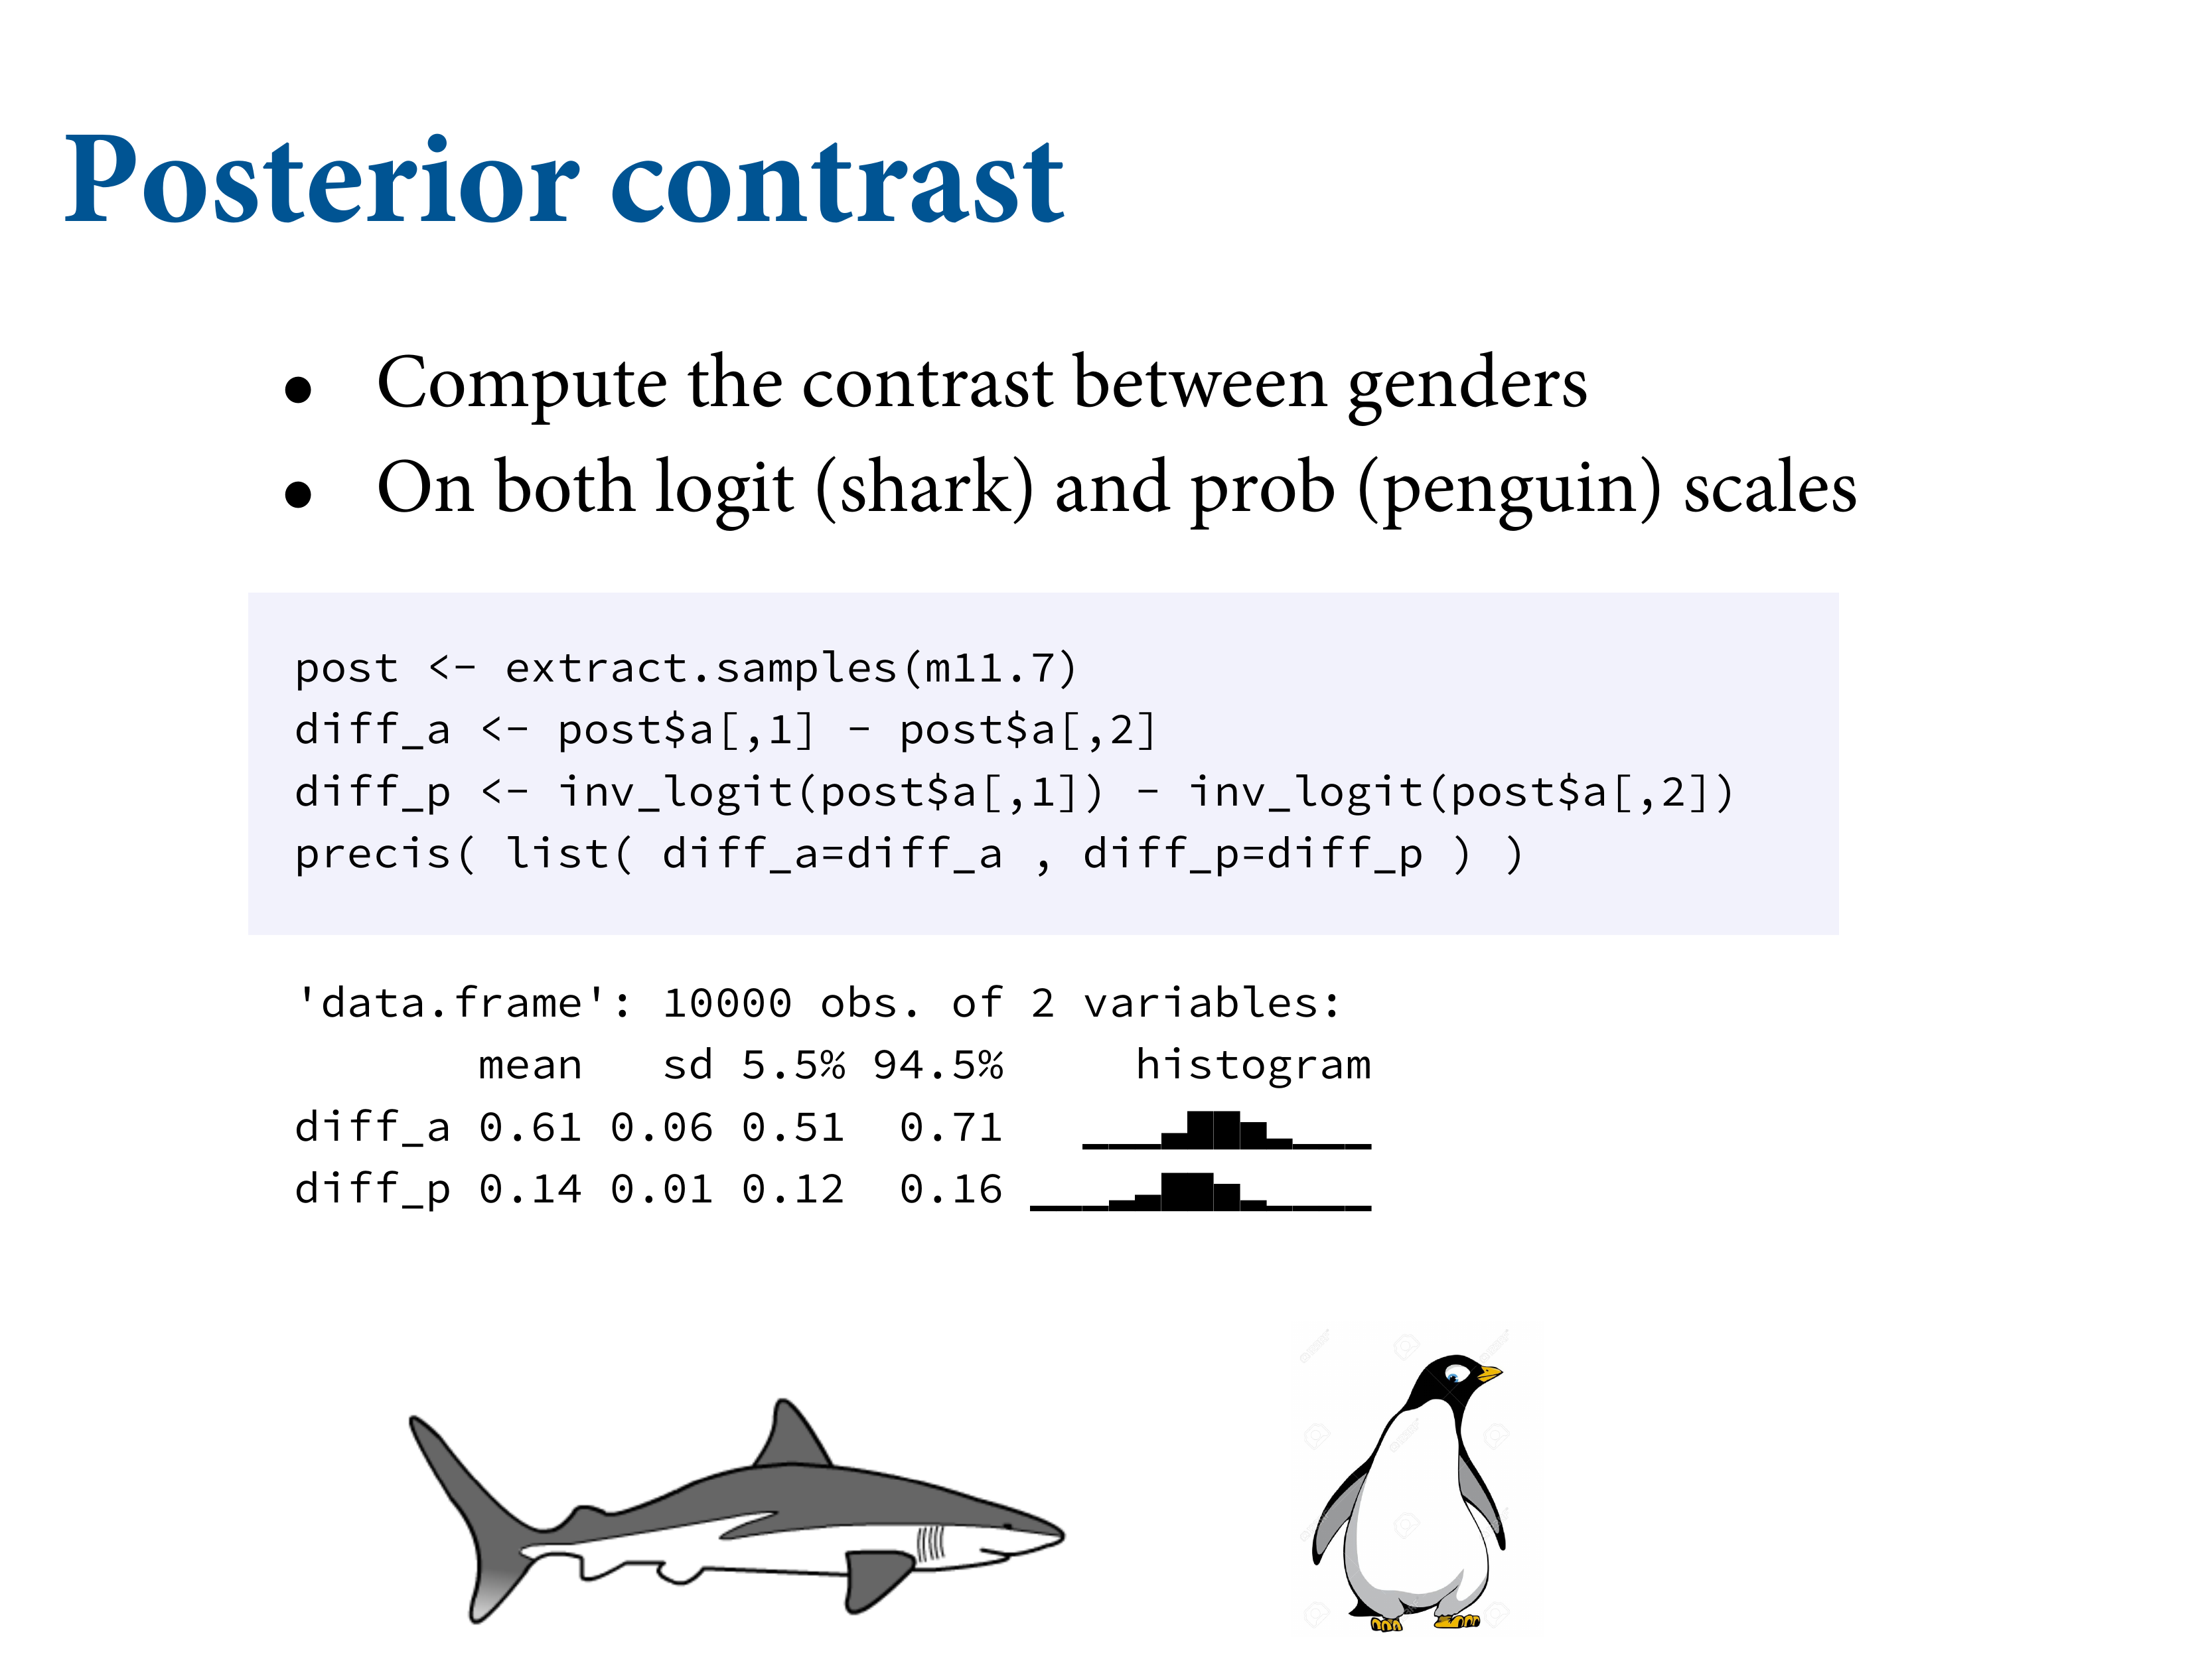 Posterior contrast
• Compute the contrast between genders
• On both logit (shark) and prob (penguin) scales
post <- extract.samples(m11.7)
diff_a <- post$a[,1] - post$a[,2]
diff_p <- inv_logit(post$a[,1]) - inv_logit(post$a[,2])
precis( list( diff_a=diff_a , diff_p=diff_p ) )
'data.frame': 10000 obs. of 2 variables:
mean sd 5.5% 94.5% histogram
diff_a 0.61 0.06 0.51 0.71
diff_p 0.14 0.01 0.12 0.16